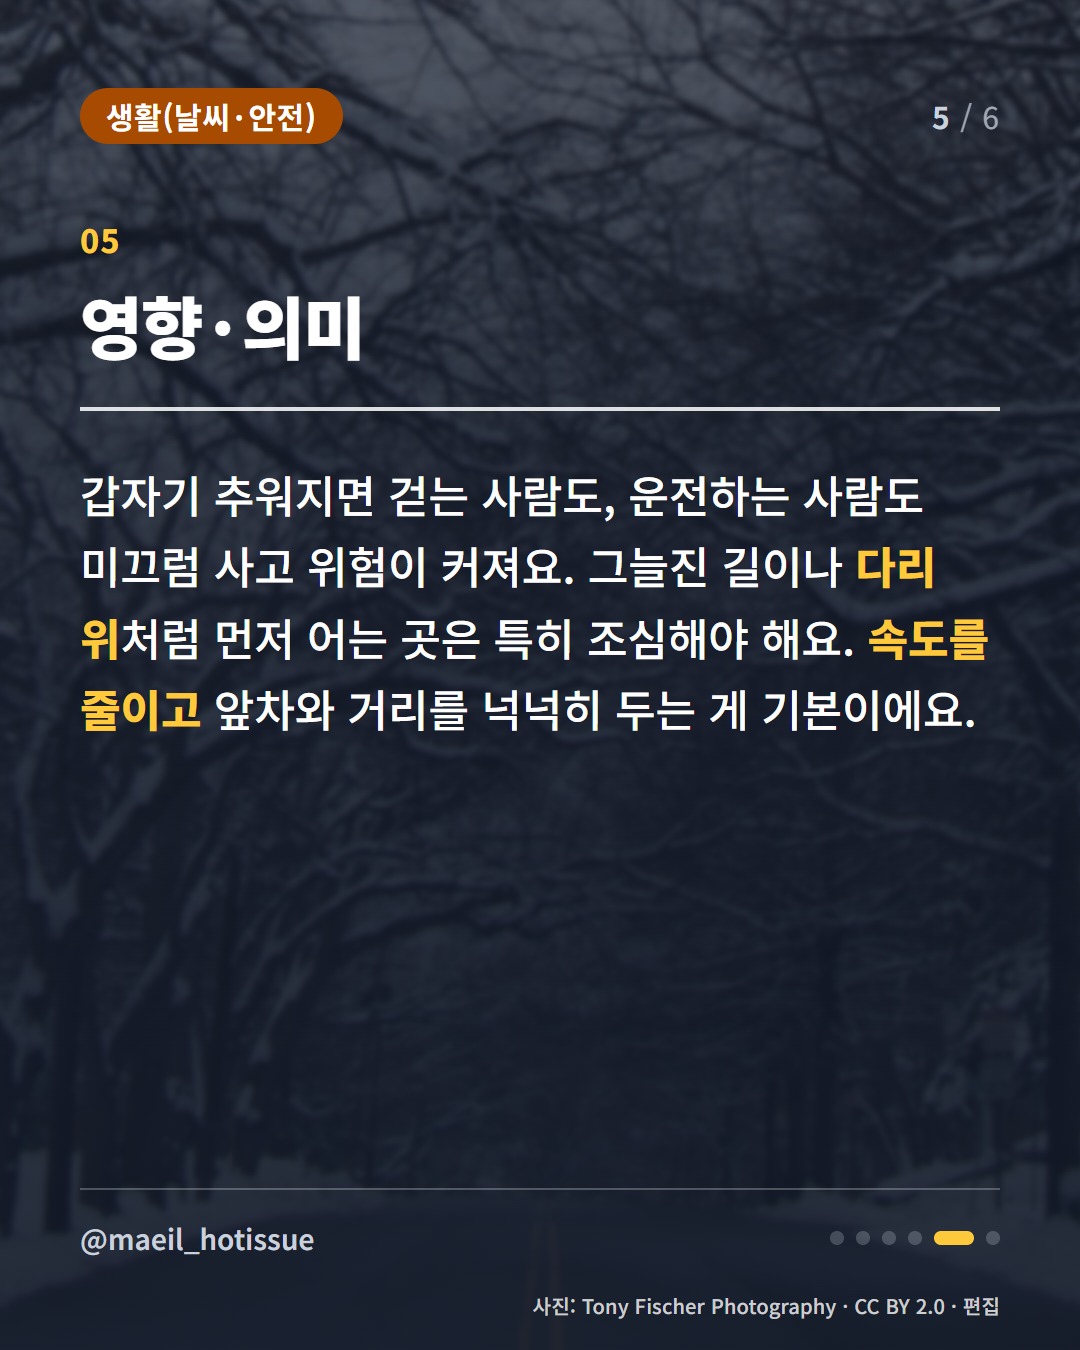 생활(날씨·안전)
5 / 6
05
영향·의미
갑자기 추워지면 걷는 사람도, 운전하는 사람도
미끄럼 사고 위험이 커져요. 그늘진 길이나 다리
위처럼 먼저 어는 곳은 특히 조심해야 해요. 속도를
줄이고 앞차와 거리를 넉넉히 두는 게 기본이에요.
@maeil_hotissue
사진: Tony Fischer Photography · CC BY 2.0 · 편집